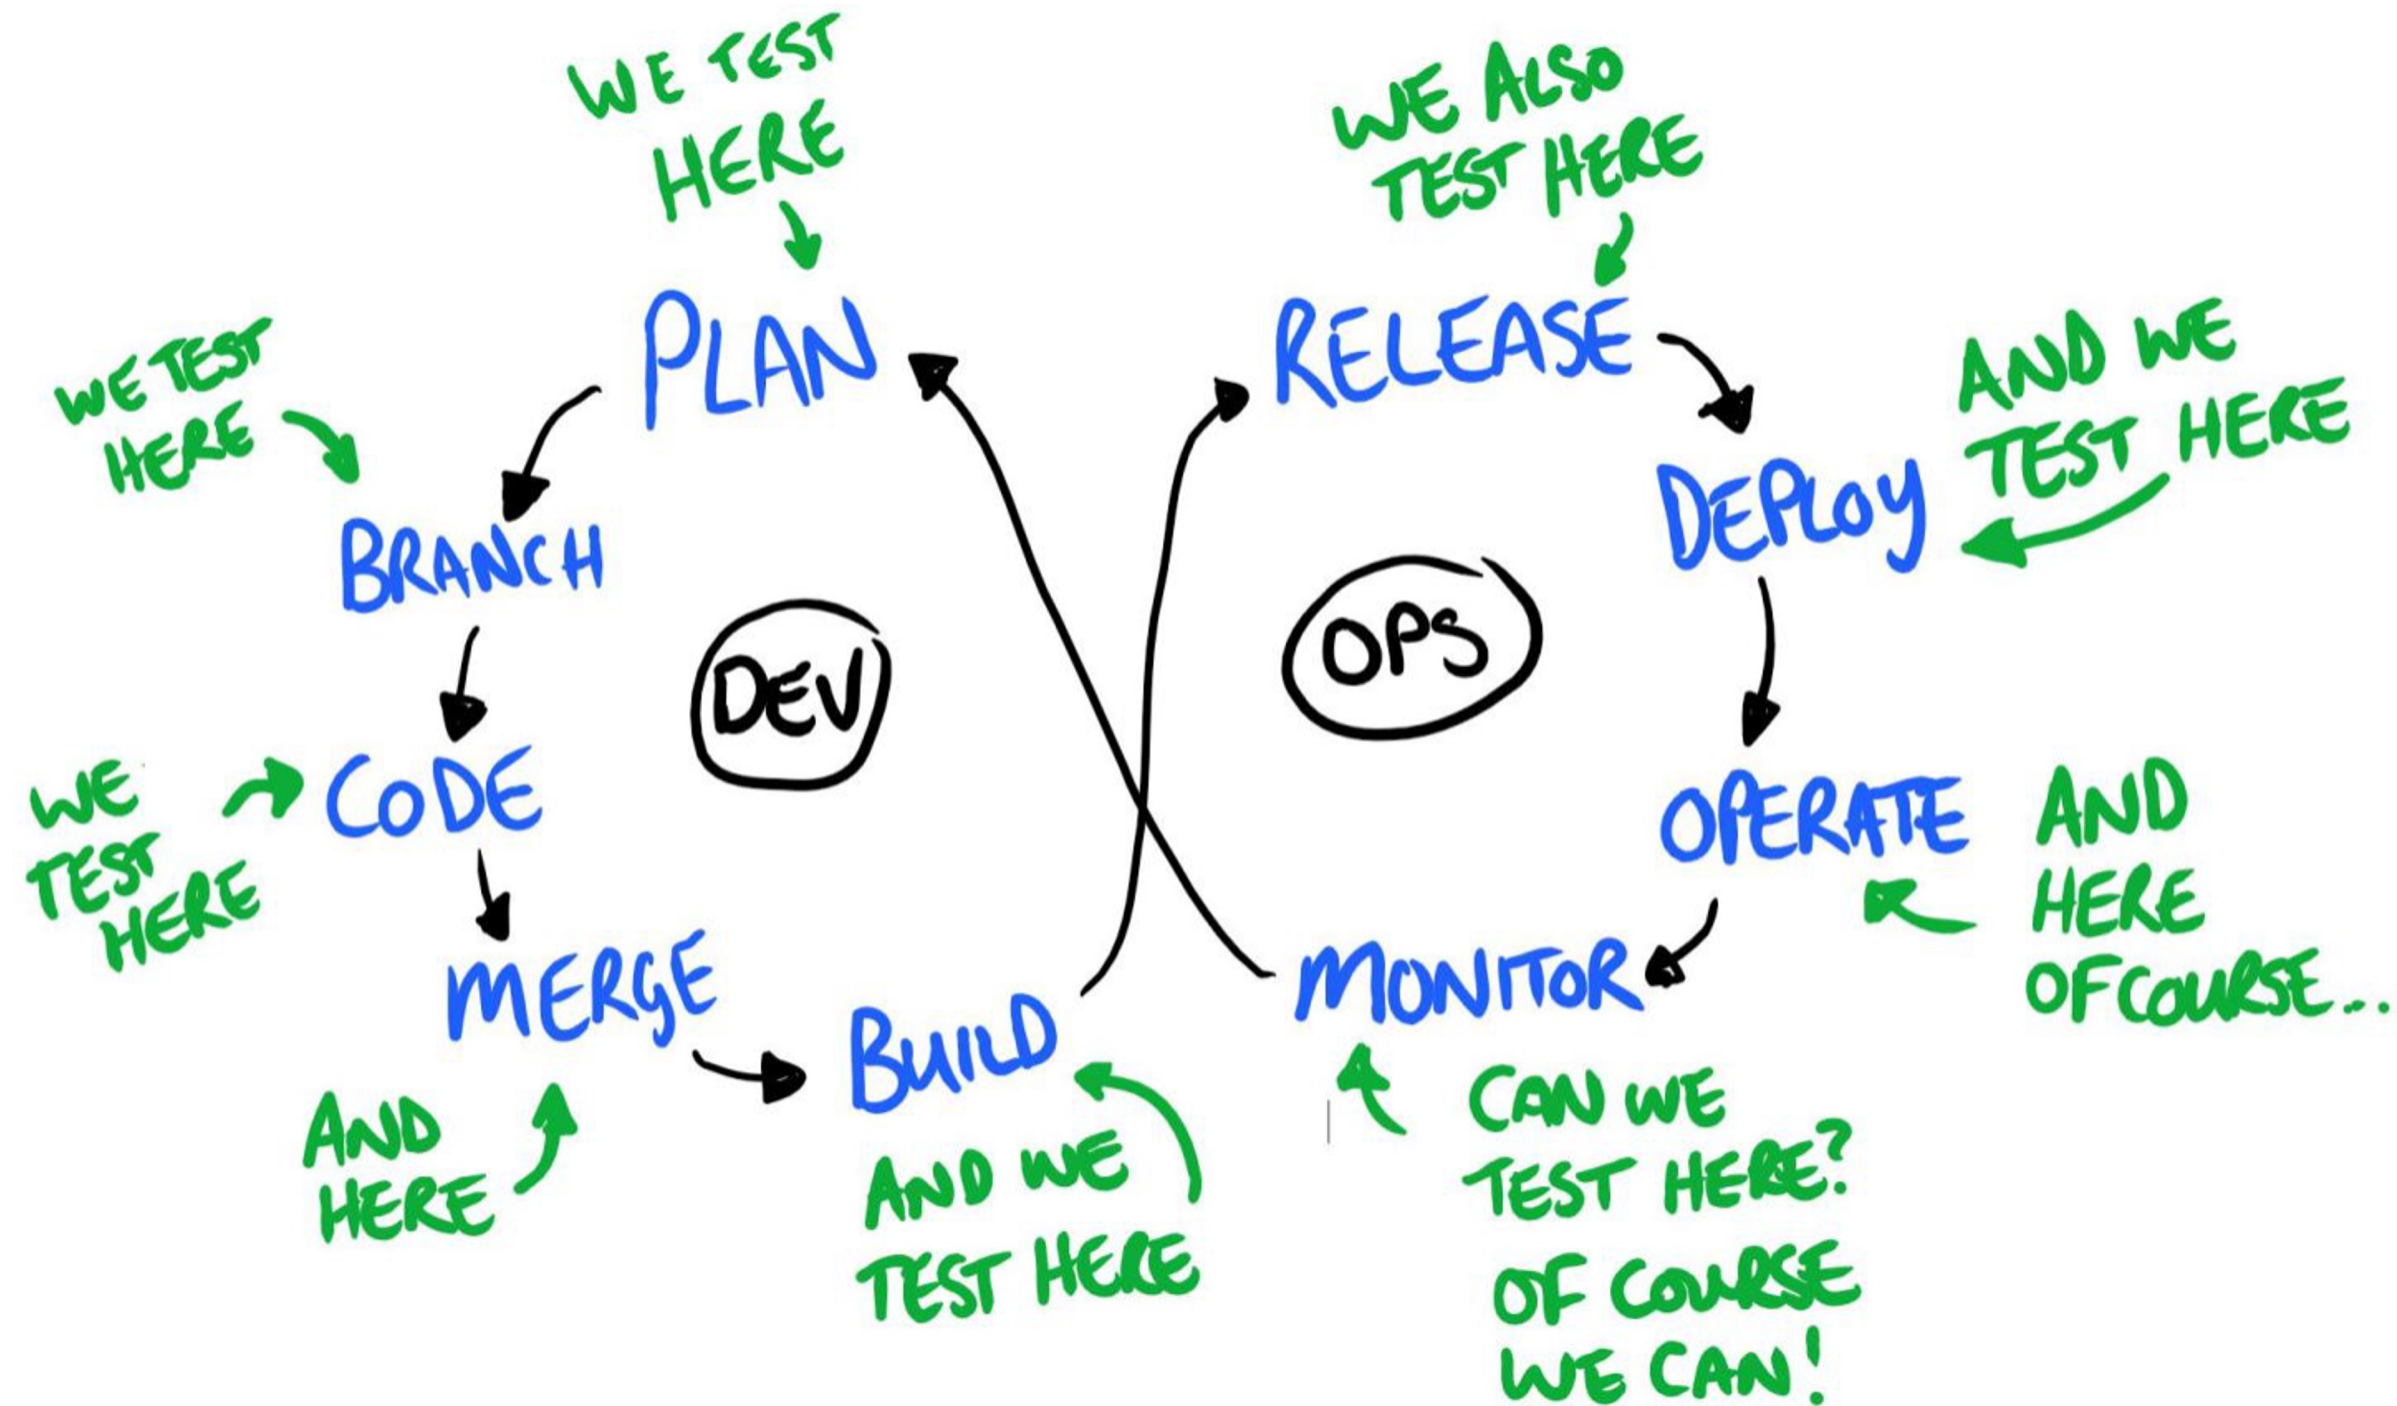 WE TEST
HERE
PLAN
WE TEST
HERE
BRANCH
DEV
WE
TEST
HERE
CODE
MERGE
AND
HERE
BUILD
AND WE
TEST HERE
WE ALSO
TEST HERE
RELEASE
AND WE
TEST HERE
DEPLOY
OPS
OPERATE
AND
HERE
OF COURSE...
MONITOR
CAN WE
TEST HERE?
OF COURSE
WE CAN!